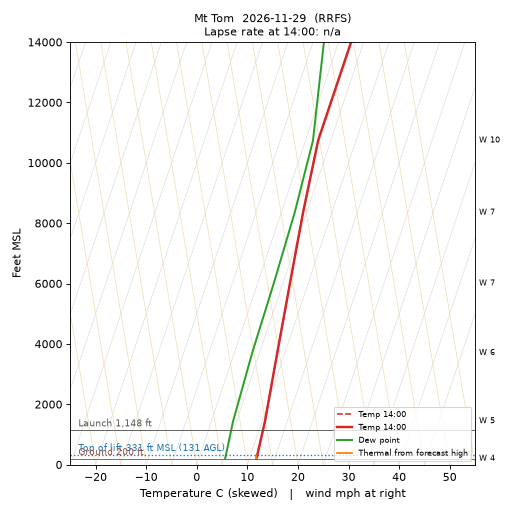 Mt Tom  2026-11-29  (RRFS)
Lapse rate at 14:00: n/a
14000
12000
10000
8000
6000
4000
2000
0
Feet MSL
W 10
W 7
W 7
W 6
W 5
W 4
Launch 1,148 ft
Top of lift 331 ft MSL (131 AGL)
Ground 200 ft
Temp 14:00
Temp 14:00
Dew point
Thermal from forecast high
−20 −10 0 10 20 30 40 50
Temperature C (skewed)   |   wind mph at right